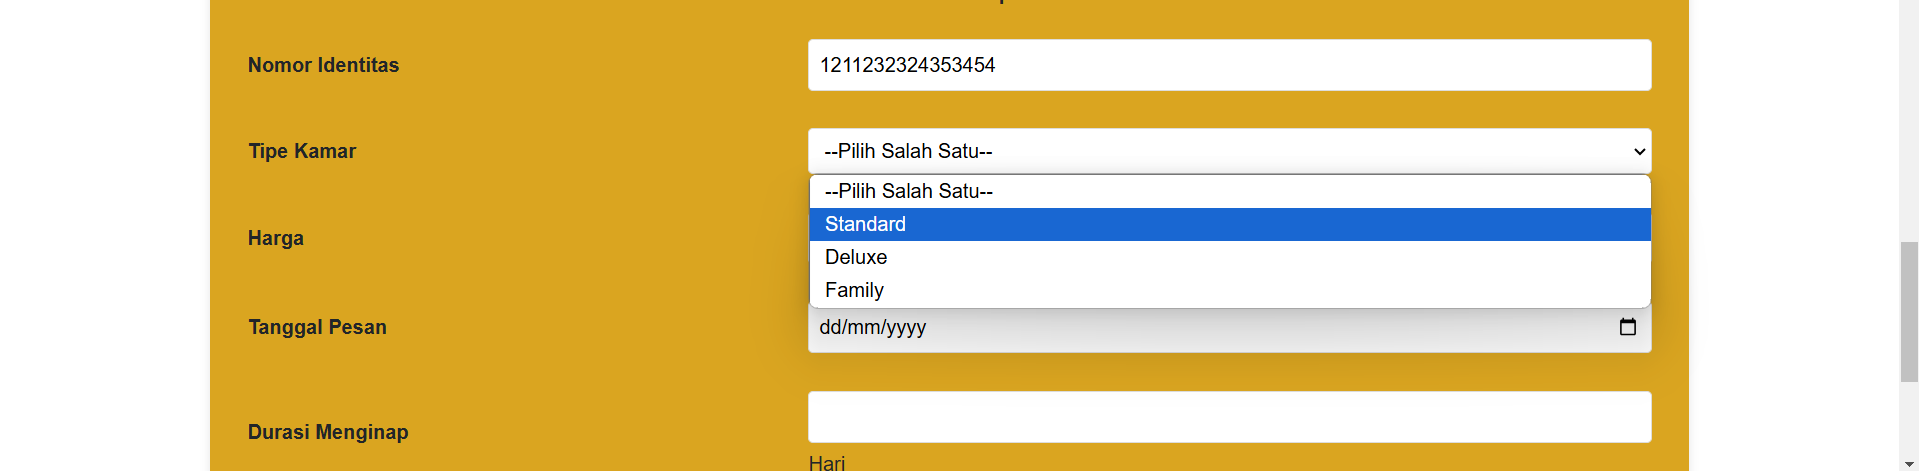 Nomor Identitas
1211232324353454
Tipe Kamar
--Pilih Salah Satu--
--Pilih Salah Satu--
Standard
Deluxe
Family
Harga
Tanggal Pesan
dd/mm/yyyy
Durasi Menginap
Hari